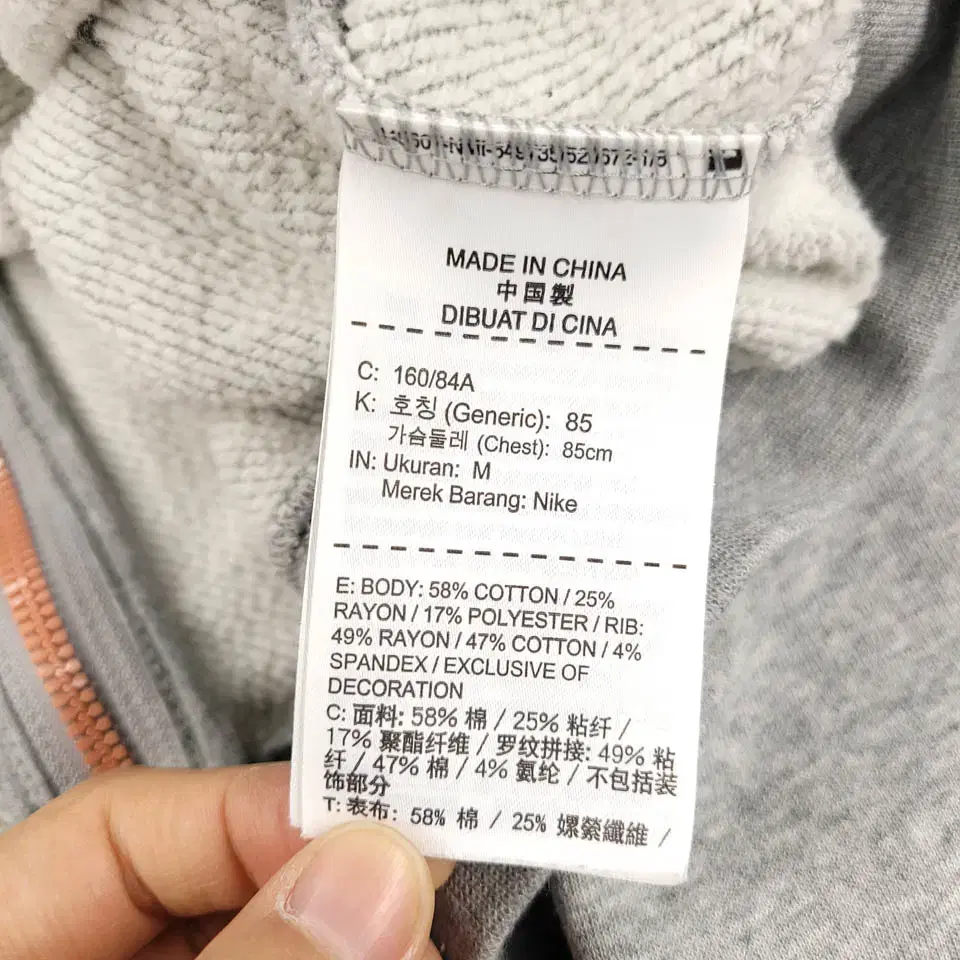 MADE IN CHINA
中国製
DIBUAT DI CINA
C: 160/84A
K: 호칭 (Generic): 85
가슴둘레 (Chest): 85cm
IN: Ukuran: M
Merek Barang: Nike
E: BODY: 58% COTTON / 25%
RAYON / 17% POLYESTER / RIB:
49% RAYON / 47% COTTON / 4%
SPANDEX / EXCLUSIVE OF
DECORATION
C: 面料: 58% 棉 / 25% 粘纤 /
17% 聚酯纤维 / 罗纹拼接: 49% 粘
纤 / 47% 棉 / 4% 氨纶 / 不包括装
饰部分
T: 表布: 58% 棉 / 25% 嫘縈纖維 /